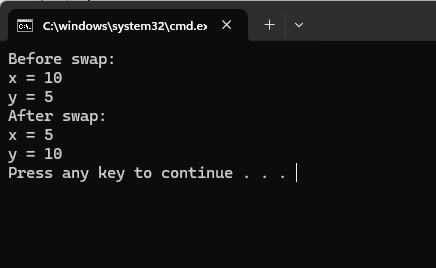 C:\windows\system32\cmd.ex
Before swap:
x = 10
y = 5
After swap:
x = 5
y = 10
Press any key to continue . . .